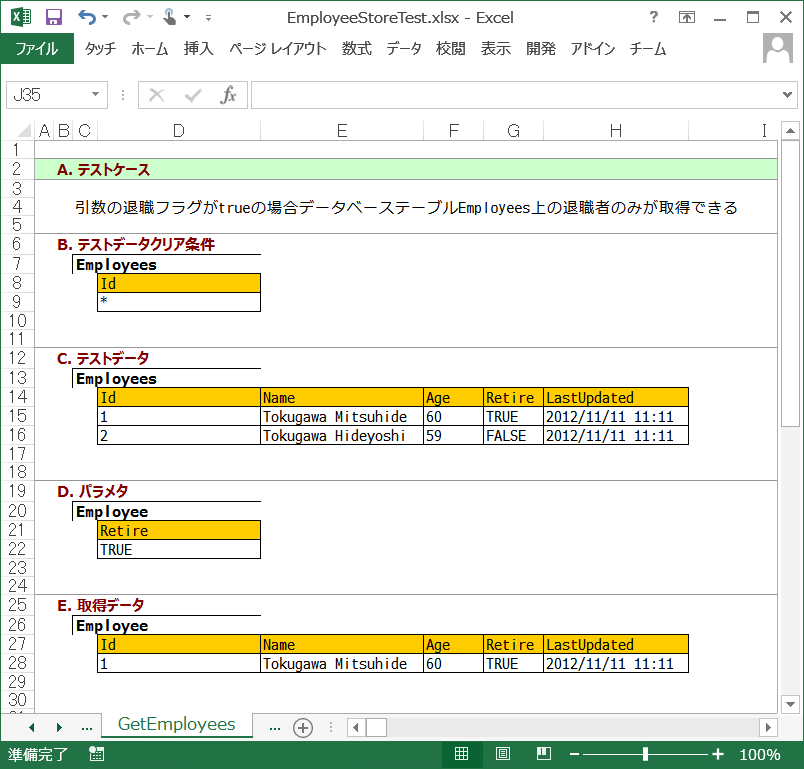 EmployeeStoreTest.xlsx - Excel ?
ファイル タッチ ホーム 挿入 ページ レイアウト 数式 データ 校閲 表示 開発 アドイン チーム
J35 fx
A B C D E F G H I
1
2 A. テストケース
3
4 引数の退職フラグがtrueの場合データベーステーブルEmployees上の退職者のみが取得できる
5
6 B. テストデータクリア条件
7 Employees
8 Id
9 *
10
11
12 C. テストデータ
13 Employees
14 Id Name Age Retire LastUpdated
15 1 Tokugawa Mitsuhide 60 TRUE 2012/11/11 11:11
16 2 Tokugawa Hideyoshi 59 FALSE 2012/11/11 11:11
17
18
19 D. パラメタ
20 Employee
21 Retire
22 TRUE
23
24
25 E. 取得データ
26 Employee
27 Id Name Age Retire LastUpdated
28 1 Tokugawa Mitsuhide 60 TRUE 2012/11/11 11:11
29
30
... GetEmployees ...
準備完了 100%